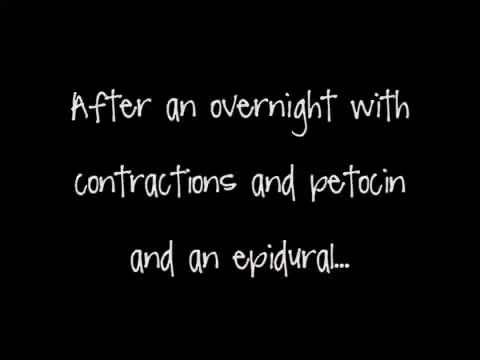 After an overnight with
contractions and petocin
and an epidural...